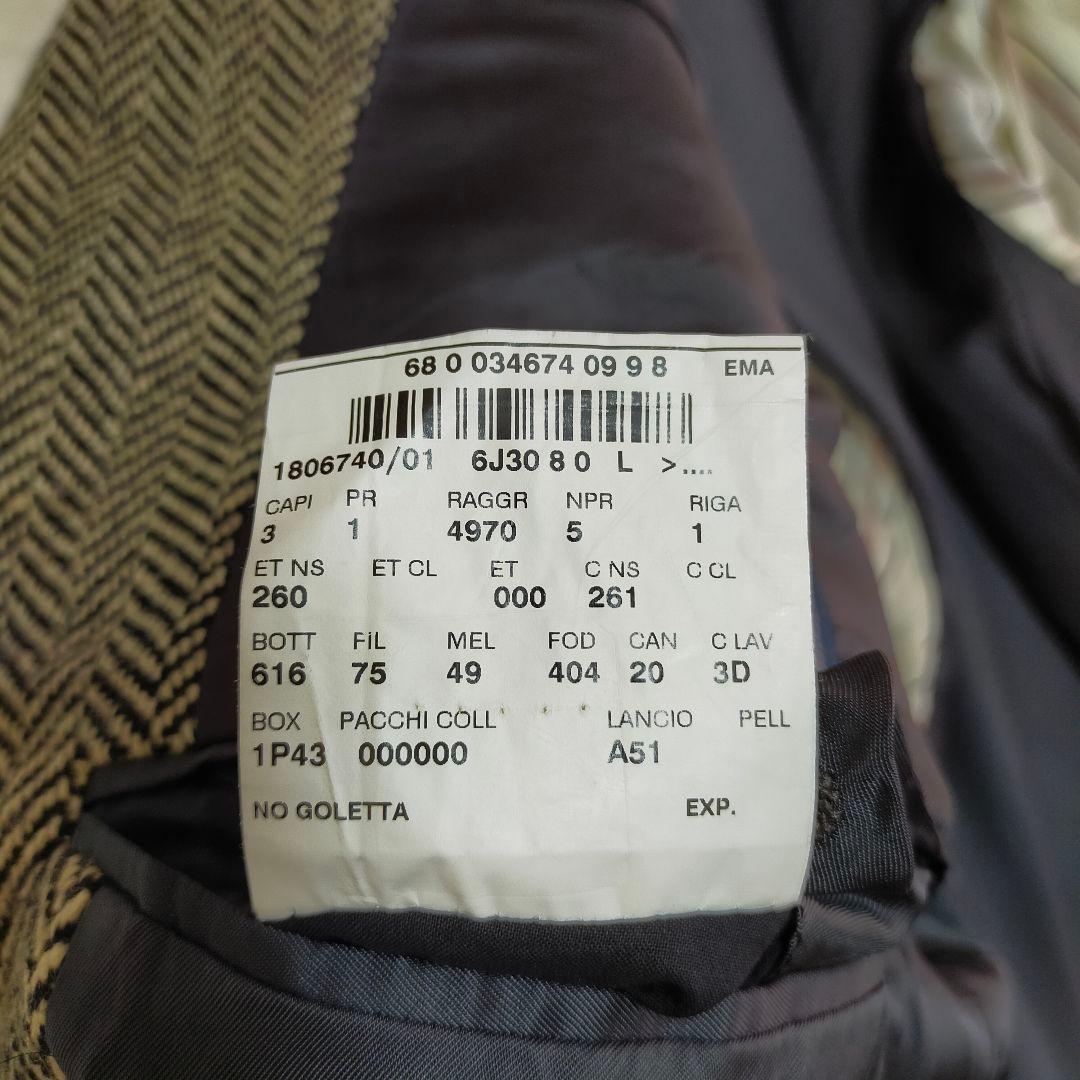 68 0 034674 0 9 9 8 EMA
1806740/01 6J30 8 0 L >....
CAPI PR RAGGR NPR RIGA
3 1 4970 5 1
ET NS ET CL ET C NS C CL
260 000 261
BOTT FIL MEL FOD CAN C LAV
616 75 49 404 20 3D
BOX PACCHI COLL LANCIO PELL
1P43 000000 A51
NO GOLETTA EXP.